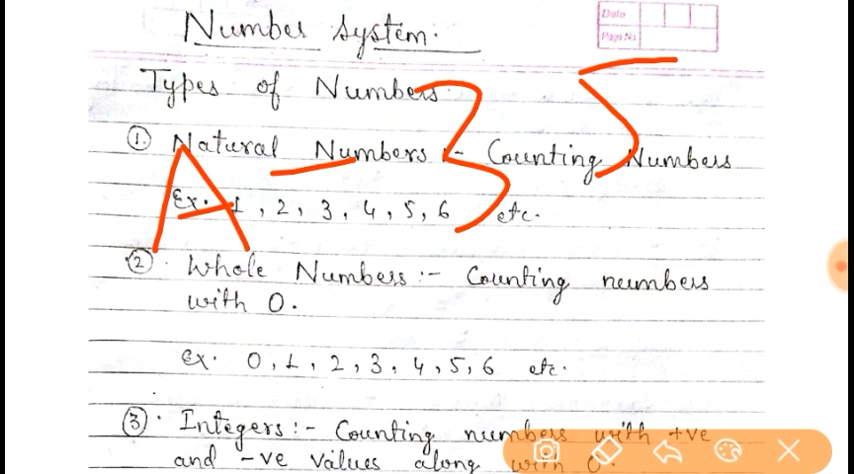 Number System.
Date
Page No
Types of Numbers
① Natural Numbers :- Counting Numbers
Ex. 1, 2, 3, 4, 5, 6 etc.
A - 3 5
② Whole Numbers :- Counting numbers
with 0.
Ex. 0, 1, 2, 3, 4, 5, 6 etc.
③ Integers :- Counting numbers with +ve
and -ve values along with 0.